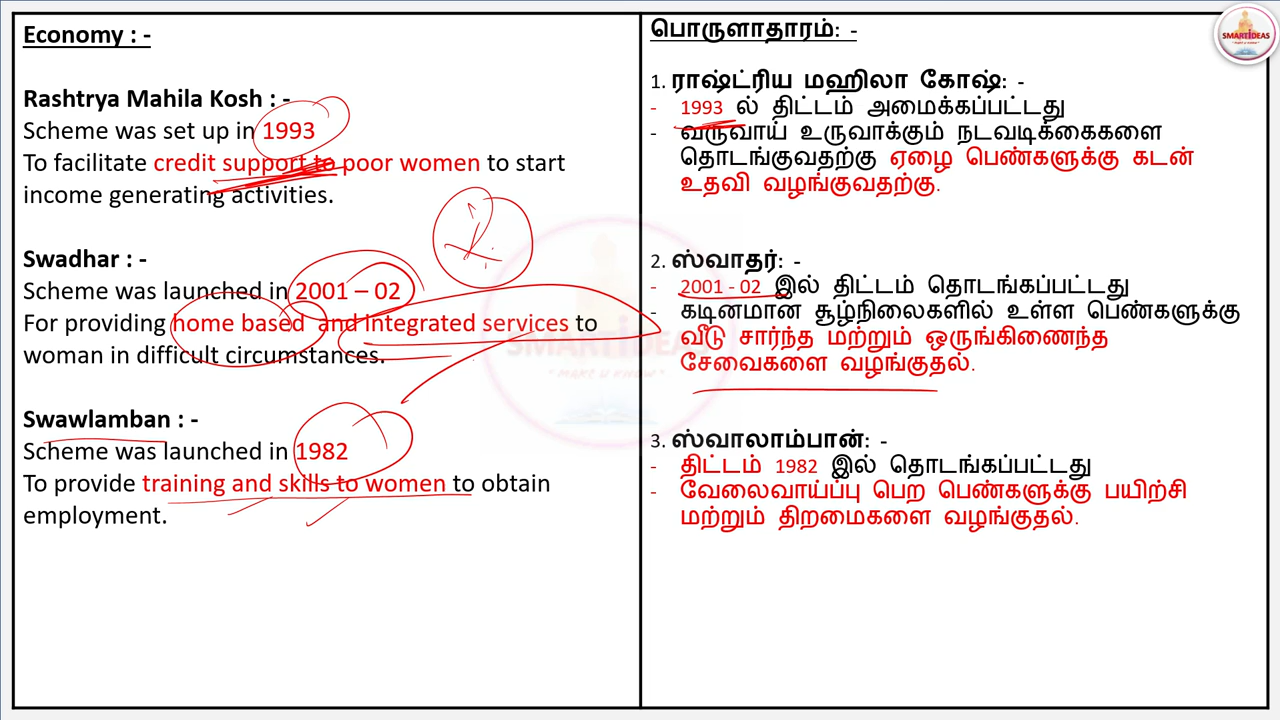 Economy : -
Rashtrya Mahila Kosh : -
Scheme was set up in 1993
To facilitate credit support to poor women to start
income generating activities.
Swadhar : -
Scheme was launched in 2001 – 02
For providing home based and integrated services to
woman in difficult circumstances.
Swawlamban : -
Scheme was launched in 1982
To provide training and skills to women to obtain
employment.
பொருளாதாரம்: -
1. ராஷ்ட்ரிய மஹிலா கோஷ்: -
- 1993 ல் திட்டம் அமைக்கப்பட்டது
- வருவாய் உருவாக்கும் நடவடிக்கைகளை
தொடங்குவதற்கு ஏழை பெண்களுக்கு கடன்
உதவி வழங்குவதற்கு.
2. ஸ்வாதர்: -
- 2001 - 02 இல் திட்டம் தொடங்கப்பட்டது
- கடினமான சூழ்நிலைகளில் உள்ள பெண்களுக்கு
வீடு சார்ந்த மற்றும் ஒருங்கிணைந்த
சேவைகளை வழங்குதல்.
3. ஸ்வாலாம்பான்: -
- திட்டம் 1982 இல் தொடங்கப்பட்டது
- வேலைவாய்ப்பு பெற பெண்களுக்கு பயிற்சி
மற்றும் திறமைகளை வழங்குதல்.
SMARTIDEAS
SMARTIDEAS
" MAKE U KNOW "